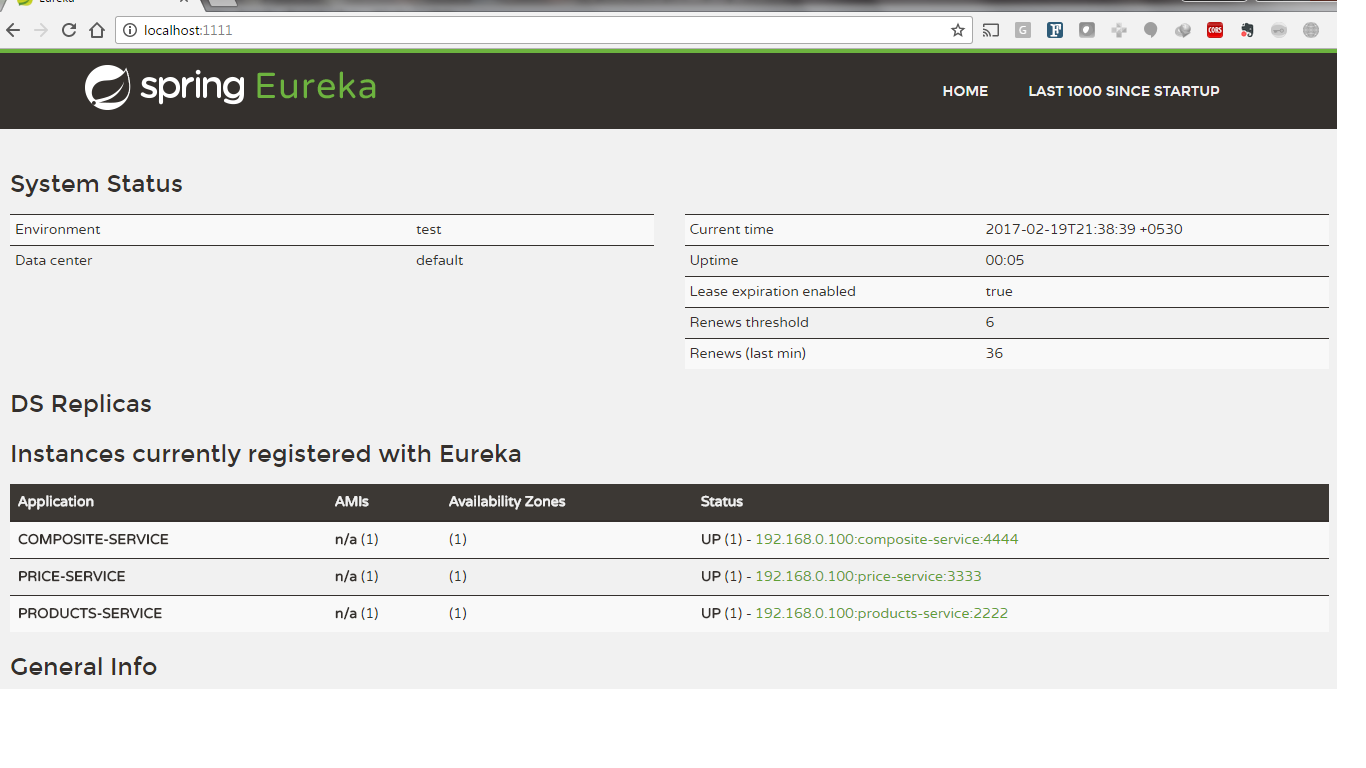 Eureka
localhost:1111
G
F
CORS
spring Eureka
HOME LAST 1000 SINCE STARTUP
System Status
Environment test
Data center default
Current time 2017-02-19T21:38:39 +0530
Uptime 00:05
Lease expiration enabled true
Renews threshold 6
Renews (last min) 36
DS Replicas
Instances currently registered with Eureka
Application AMIs Availability Zones Status
COMPOSITE-SERVICE n/a (1) (1) UP (1) - 192.168.0.100:composite-service:4444
PRICE-SERVICE n/a (1) (1) UP (1) - 192.168.0.100:price-service:3333
PRODUCTS-SERVICE n/a (1) (1) UP (1) - 192.168.0.100:products-service:2222
General Info